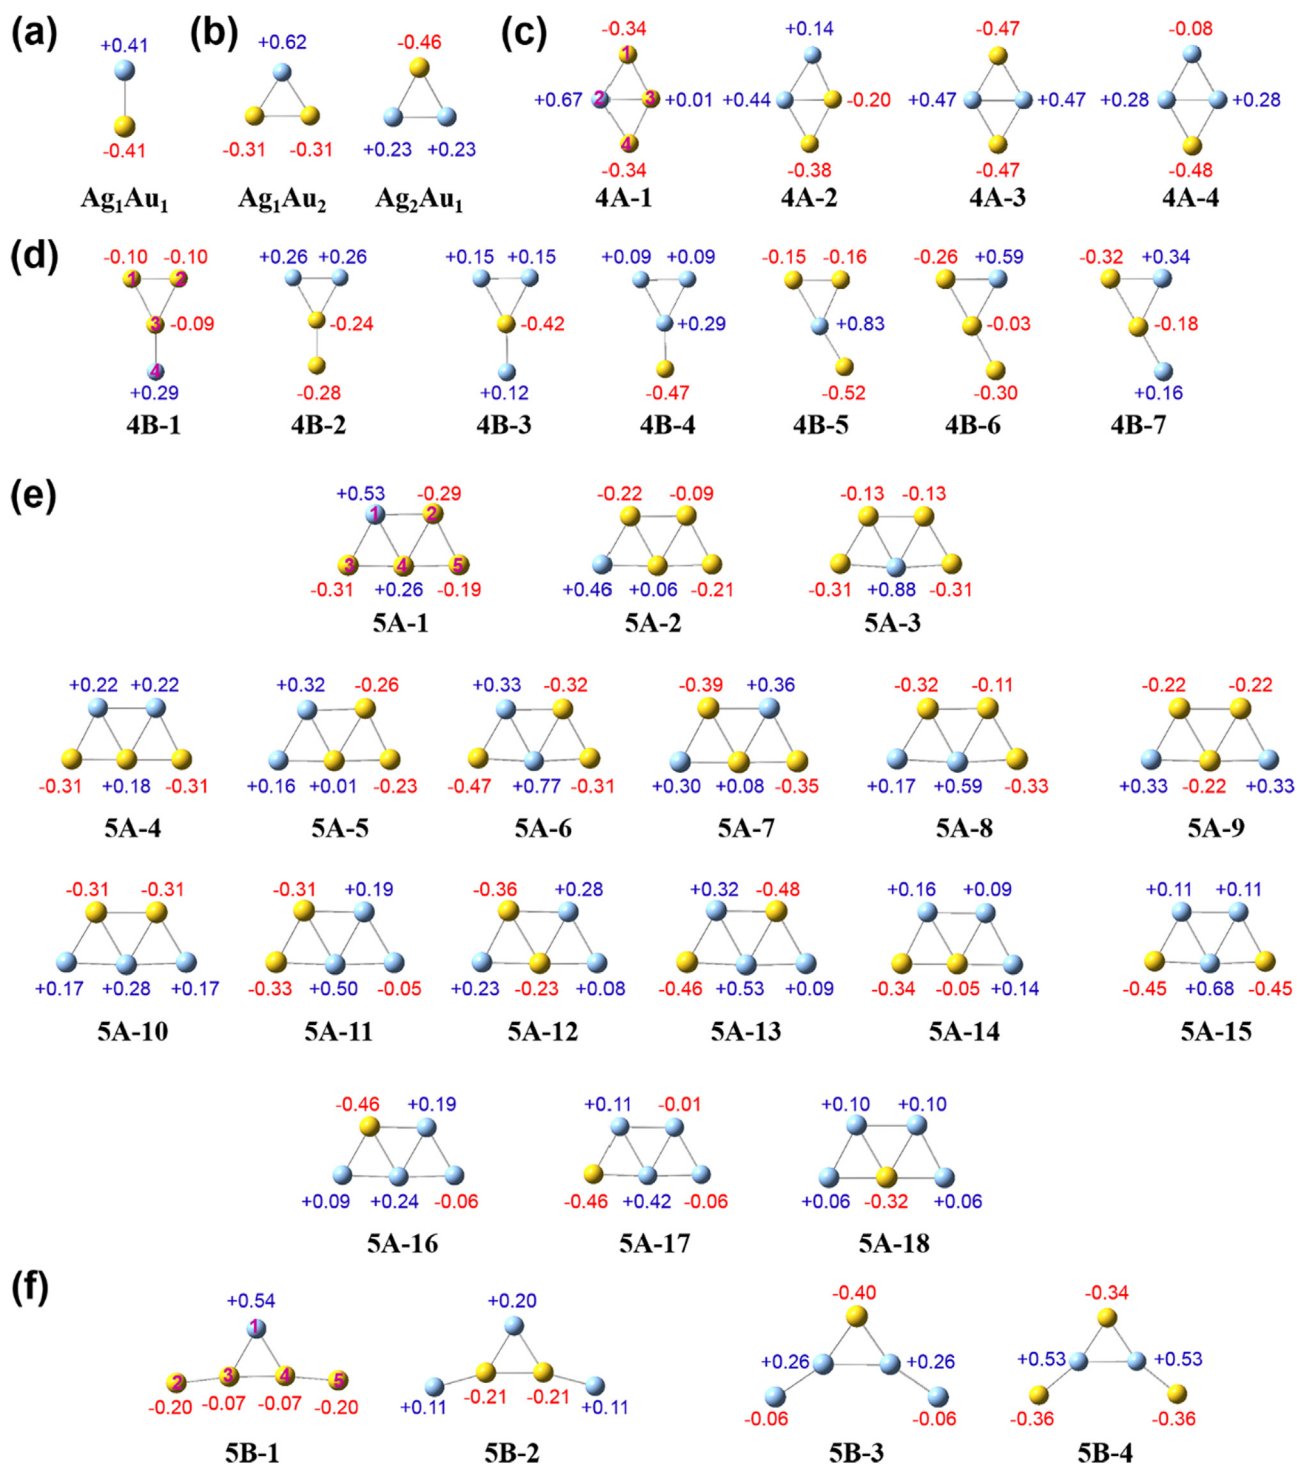 (a) (b) (c)
+0.41 +0.62 -0.46 -0.34 +0.14 -0.47 -0.08
1
+0.67 2 3 +0.01 +0.44 -0.20 +0.47 +0.47 +0.28 +0.28
4
-0.41 -0.31 -0.31 +0.23 +0.23 -0.34 -0.38 -0.47 -0.48
Ag1Au1 Ag1Au2 Ag2Au1 4A-1 4A-2 4A-3 4A-4
(d)
-0.10 -0.10 +0.26 +0.26 +0.15 +0.15 +0.09 +0.09 -0.15 -0.16 -0.26 +0.59 -0.32 +0.34
1 2
3 -0.09 -0.24 -0.42 +0.29 +0.83 -0.03 -0.18
4
+0.29 -0.28 +0.12 -0.47 -0.52 -0.30 +0.16
4B-1 4B-2 4B-3 4B-4 4B-5 4B-6 4B-7
(e)
+0.53 -0.29 -0.22 -0.09 -0.13 -0.13
1 2
3 4 5
-0.31 +0.26 -0.19 +0.46 +0.06 -0.21 -0.31 +0.88 -0.31
5A-1 5A-2 5A-3
+0.22 +0.22 +0.32 -0.26 +0.33 -0.32 -0.39 +0.36 -0.32 -0.11 -0.22 -0.22
-0.31 +0.18 -0.31 +0.16 +0.01 -0.23 -0.47 +0.77 -0.31 +0.30 +0.08 -0.35 +0.17 +0.59 -0.33 +0.33 -0.22 +0.33
5A-4 5A-5 5A-6 5A-7 5A-8 5A-9
-0.31 -0.31 -0.31 +0.19 -0.36 +0.28 +0.32 -0.48 +0.16 +0.09 +0.11 +0.11
+0.17 +0.28 +0.17 -0.33 +0.50 -0.05 +0.23 -0.23 +0.08 -0.46 +0.53 +0.09 -0.34 -0.05 +0.14 -0.45 +0.68 -0.45
5A-10 5A-11 5A-12 5A-13 5A-14 5A-15
-0.46 +0.19 +0.11 -0.01 +0.10 +0.10
+0.09 +0.24 -0.06 -0.46 +0.42 -0.06 +0.06 -0.32 +0.06
5A-16 5A-17 5A-18
(f)
+0.54 +0.20 -0.40 -0.34
1
+0.26 +0.26 +0.53 +0.53
2 3 4 5
-0.20 -0.07 -0.07 -0.20 +0.11 -0.21 -0.21 +0.11 -0.06 -0.06 -0.36 -0.36
5B-1 5B-2 5B-3 5B-4